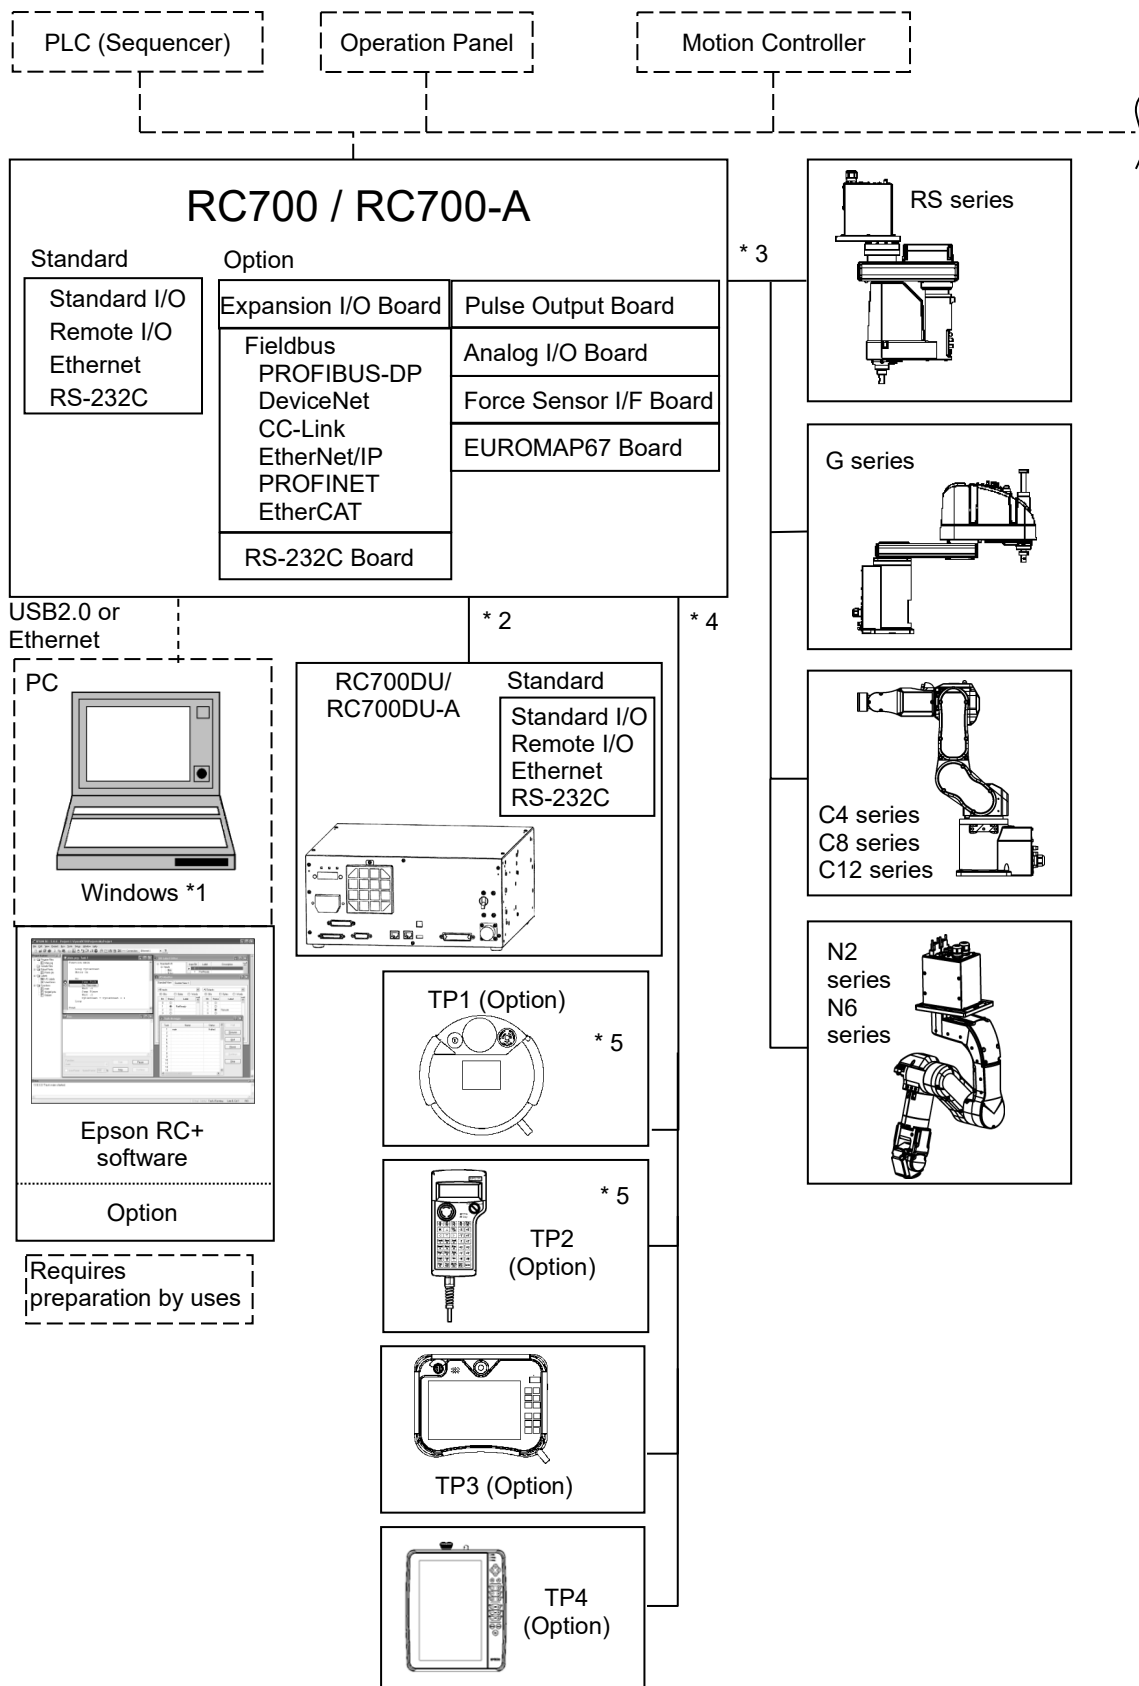 PLC (Sequencer)
Operation Panel
Motion Controller
RC700 / RC700-A
Standard
Standard I/O
Remote I/O
Ethernet
RS-232C
Option
Expansion I/O Board
Fieldbus
PROFIBUS-DP
DeviceNet
CC-Link
EtherNet/IP
PROFINET
EtherCAT
RS-232C Board
Pulse Output Board
Analog I/O Board
Force Sensor I/F Board
EUROMAP67 Board
* 3
RS series
G series
C4 series
C8 series
C12 series
N2
series
N6
series
USB2.0 or
Ethernet
* 2
* 4
PC
Windows *1
Epson RC+
software
Option
Requires
preparation by uses
RC700DU/
RC700DU-A
Standard
Standard I/O
Remote I/O
Ethernet
RS-232C
TP1 (Option)
* 5
* 5
TP2
(Option)
TP3 (Option)
TP4
(Option)